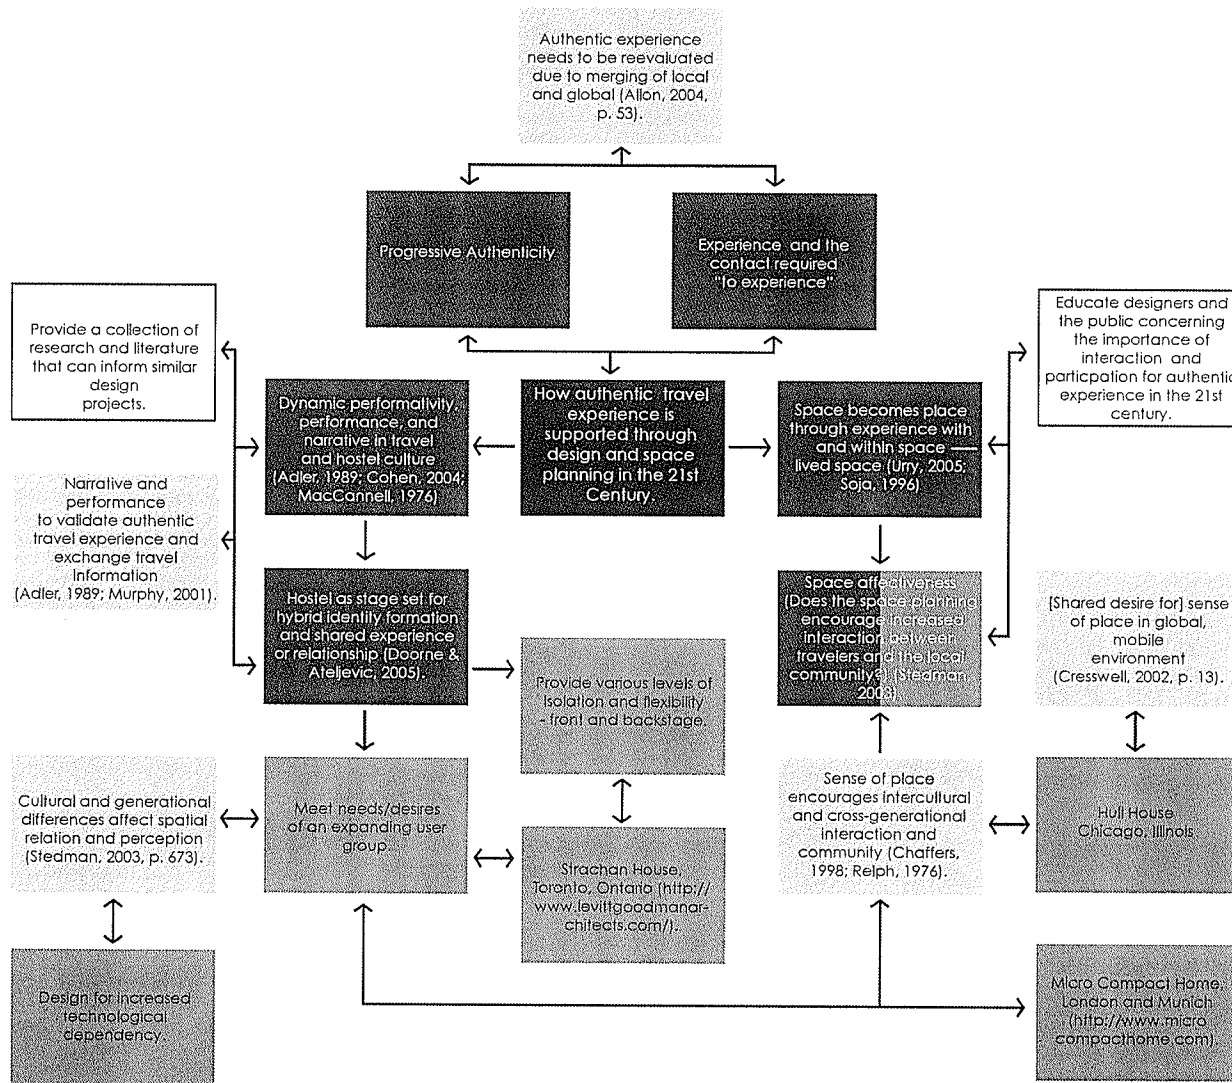 Authentic experience
needs to be reevaluated
due to merging of local
and global (Allon, 2004,
p. 53).
Progressive Authenticity
Experience and the
contact required
"to experience"
Provide a collection of
research and literature
that can inform similar
design
projects.
Dynamic performativity,
performance, and
narrative in travel
and hostel culture
(Adler, 1989; Cohen, 2004;
MacCannell, 1976)
How authentic travel
experience is
supported through
design and space
planning in the 21st
Century.
Space becomes place
through experience with
and within space
lived space (Urry, 2005;
Soja, 1996)
Educate designers and
the public concerning
the importance of
interaction and
particpation for authentic
experience in the 21st
century.
Narrative and
performance
to validate authentic
travel experience and
exchange travel
information
(Adler, 1989; Murphy, 2001).
Hostel as stage set for
hybrid identity formation
and shared experience
or relationship (Doorne &
Ateljevic, 2005).
Provide various levels of
isolation and flexibility
- front and backstage.
Space affectiveness
(Does the space planning
encourage increased
interaction between
travelers and the local
community?) (Stedman,
2003)
[Shared desire for] sense
of place in global,
mobile
environment
(Cresswell, 2002, p. 13).
Cultural and generational
differences affect spatial
relation and perception
(Stedman, 2003, p. 673).
Meet needs/desires
of an expanding user
group.
Strachan House,
Toronto, Ontario (http://
www.levittgoodmanar-
chitects.com/).
Sense of place
encourages intercultural
and cross-generational
interaction and
community (Chaffers,
1998; Relph, 1976).
Hull House
Chicago, Illinois
Design for increased
technological
dependency.
Micro Compact Home,
London and Munich
(http://www.micro
compacthome.com)